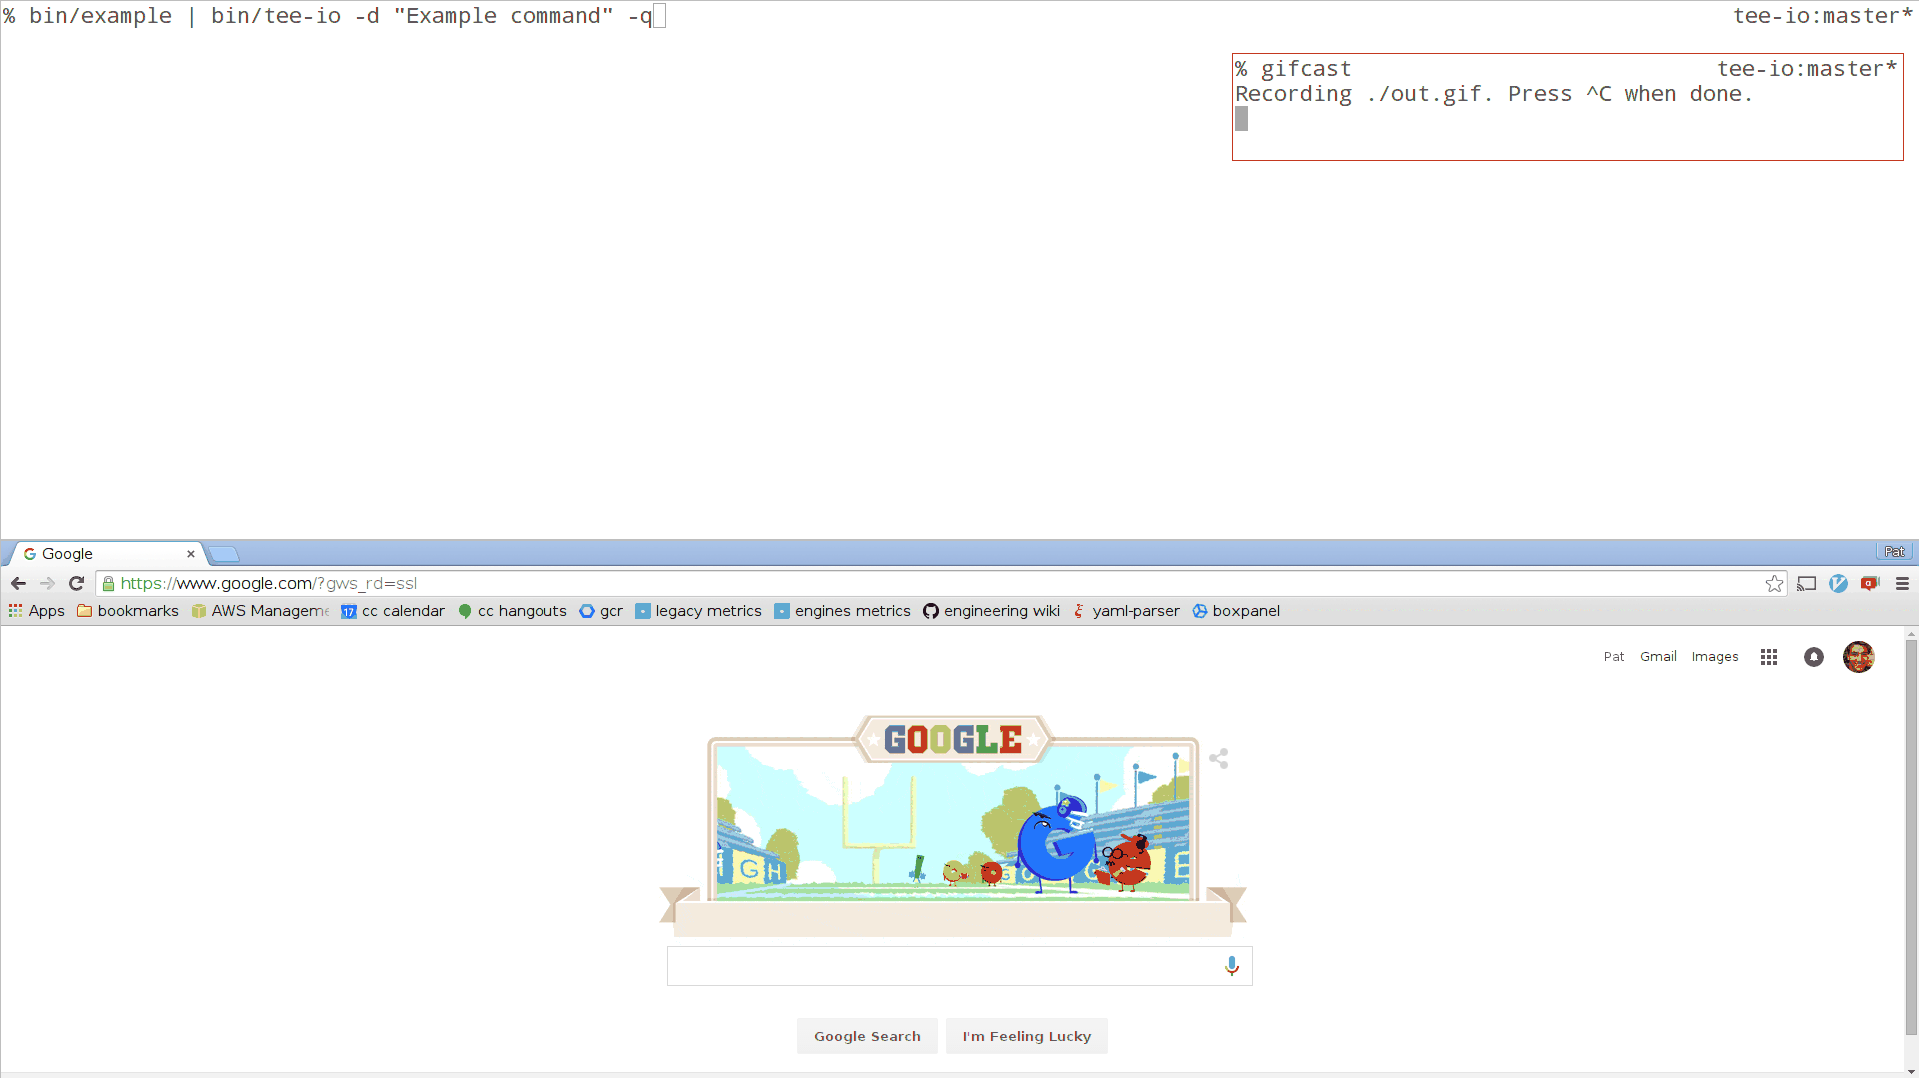 % bin/example | bin/tee-io -d "Example command" -q
tee-io:master*
% gifcast
tee-io:master*
Recording ./out.gif. Press ^C when done.
Google
Pat
https://www.google.com/?gws_rd=ssl
Apps bookmarks AWS Manageme cc calendar cc hangouts gcr legacy metrics engines metrics engineering wiki yaml-parser boxpanel
Pat Gmail Images
GOOGLE
Google Search
I'm Feeling Lucky